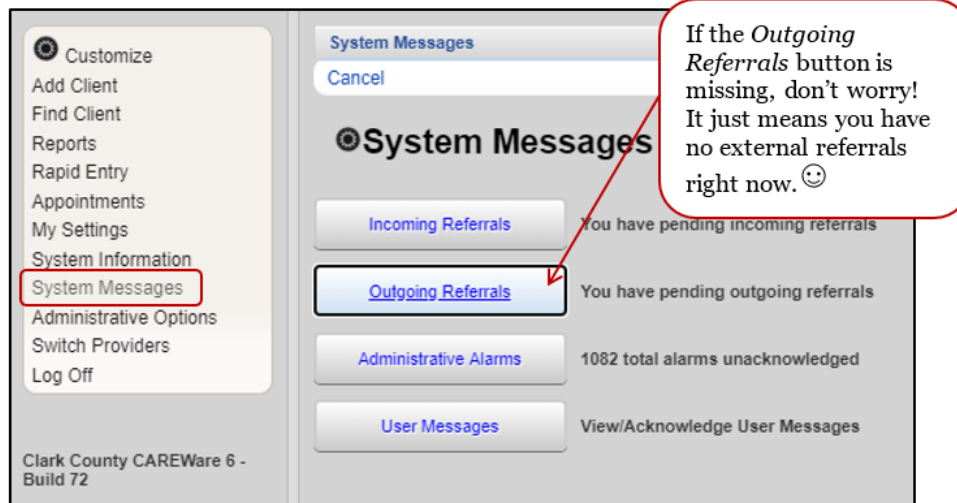 Customize
Add Client
Find Client
Reports
Rapid Entry
Appointments
My Settings
System Information
System Messages
Administrative Options
Switch Providers
Log Off
Clark County CAREWare 6 -
Build 72
System Messages
Cancel
System Messages
Incoming Referrals
You have pending incoming referrals
Outgoing Referrals
You have pending outgoing referrals
Administrative Alarms
1082 total alarms unacknowledged
User Messages
View/Acknowledge User Messages
If the Outgoing
Referrals button is
missing, don’t worry!
It just means you have
no external referrals
right now.☺